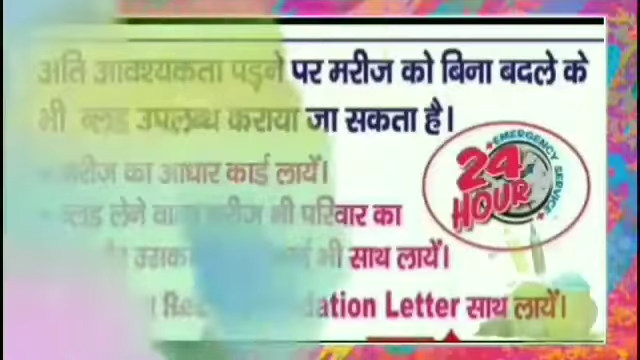 अति आवश्यकता पड़ने पर मरीज को बिना बदले के
भी ब्लड उपलब्ध कराया जा सकता है।
मरीज का आधार कार्ड लायें।
ब्लड लेने वाला मरीज भी परिवार का
भी साथ लायें।
Letter साथ लायें।
24
HOUR
EMERGENCY SERVICE